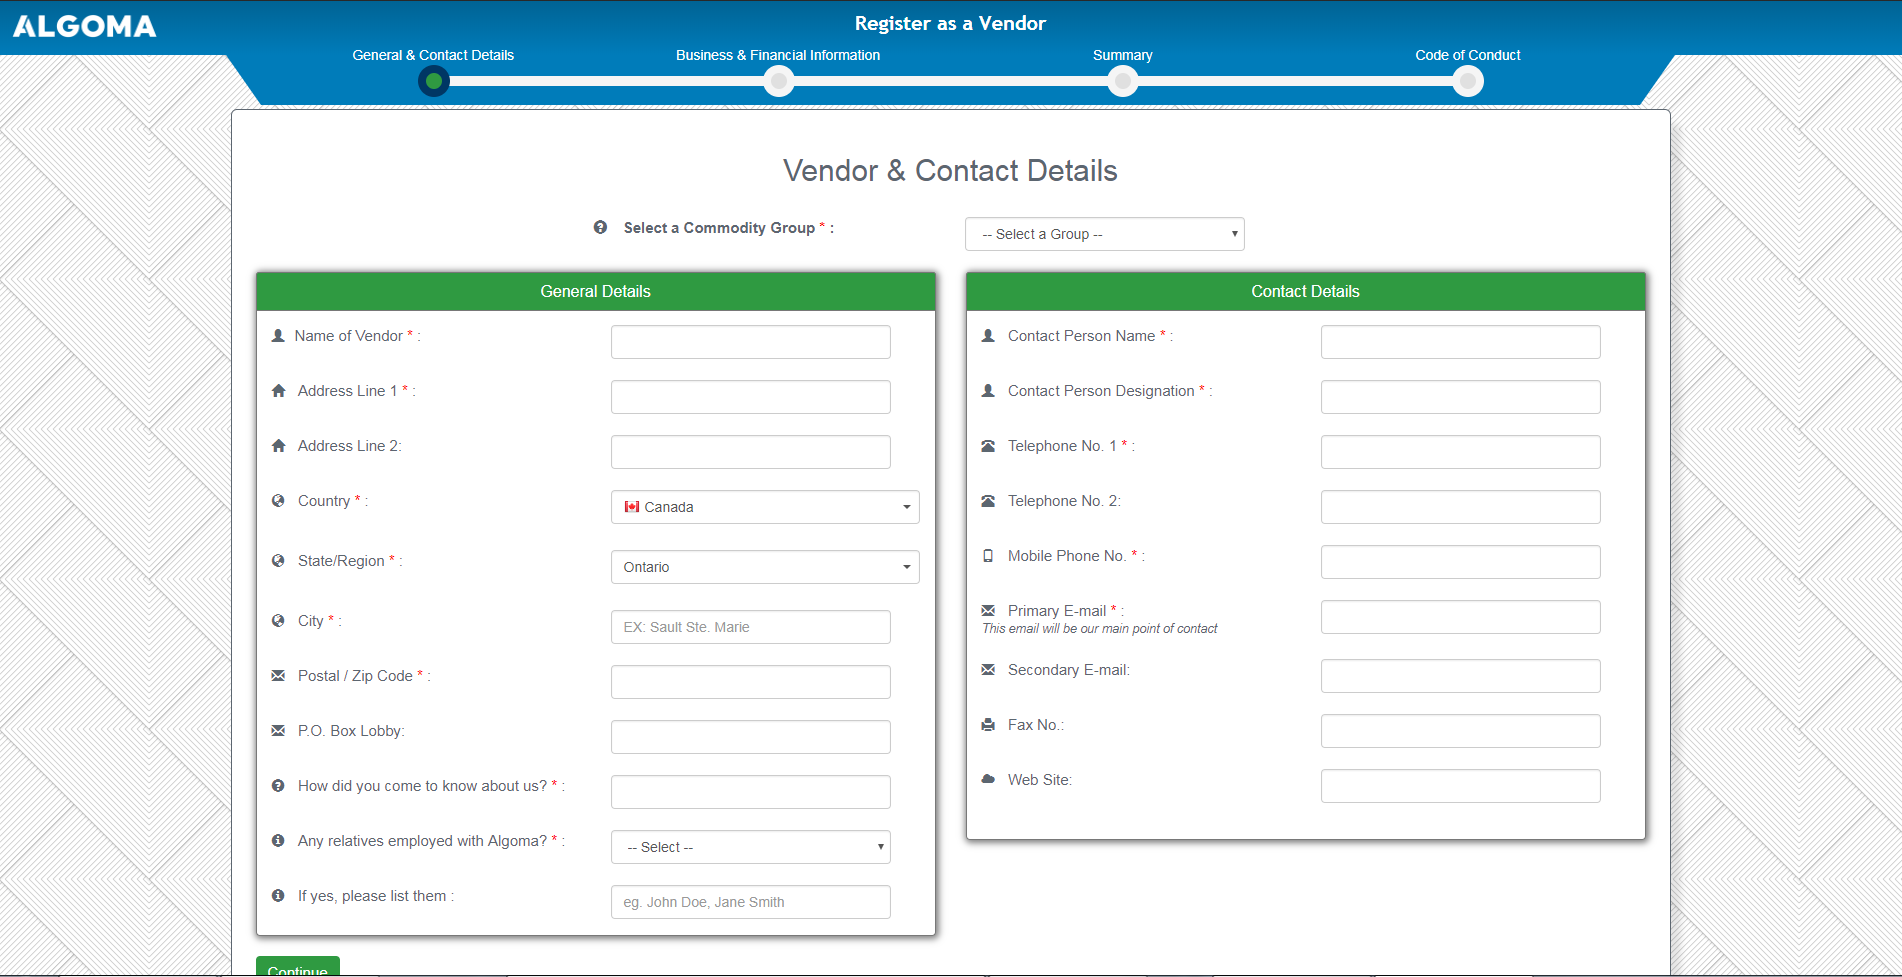 ALGOMA
Register as a Vendor
General & Contact Details
Business & Financial Information
Summary
Code of Conduct
Vendor & Contact Details
Select a Commodity Group * :
-- Select a Group --
General Details
Name of Vendor * :
Address Line 1 * :
Address Line 2:
Country * :
Canada
State/Region * :
Ontario
City * :
EX: Sault Ste. Marie
Postal / Zip Code * :
P.O. Box Lobby:
How did you come to know about us? * :
Any relatives employed with Algoma? * :
-- Select --
If yes, please list them :
eg. John Doe, Jane Smith
Contact Details
Contact Person Name * :
Contact Person Designation * :
Telephone No. 1 * :
Telephone No. 2:
Mobile Phone No. * :
Primary E-mail * :
This email will be our main point of contact
Secondary E-mail:
Fax No.:
Web Site:
Continue